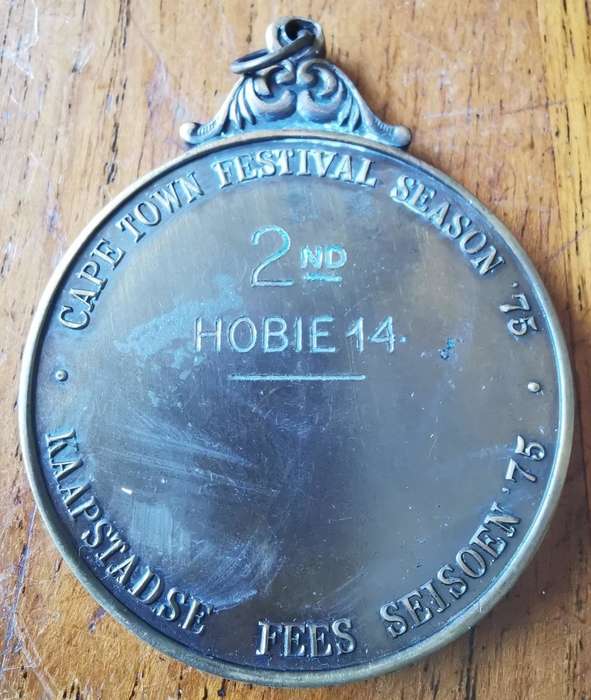 CAPE TOWN FESTIVAL SEASON '75
2ND
HOBIE 14.
KAAPSTADSE FEES SEISOEN '75